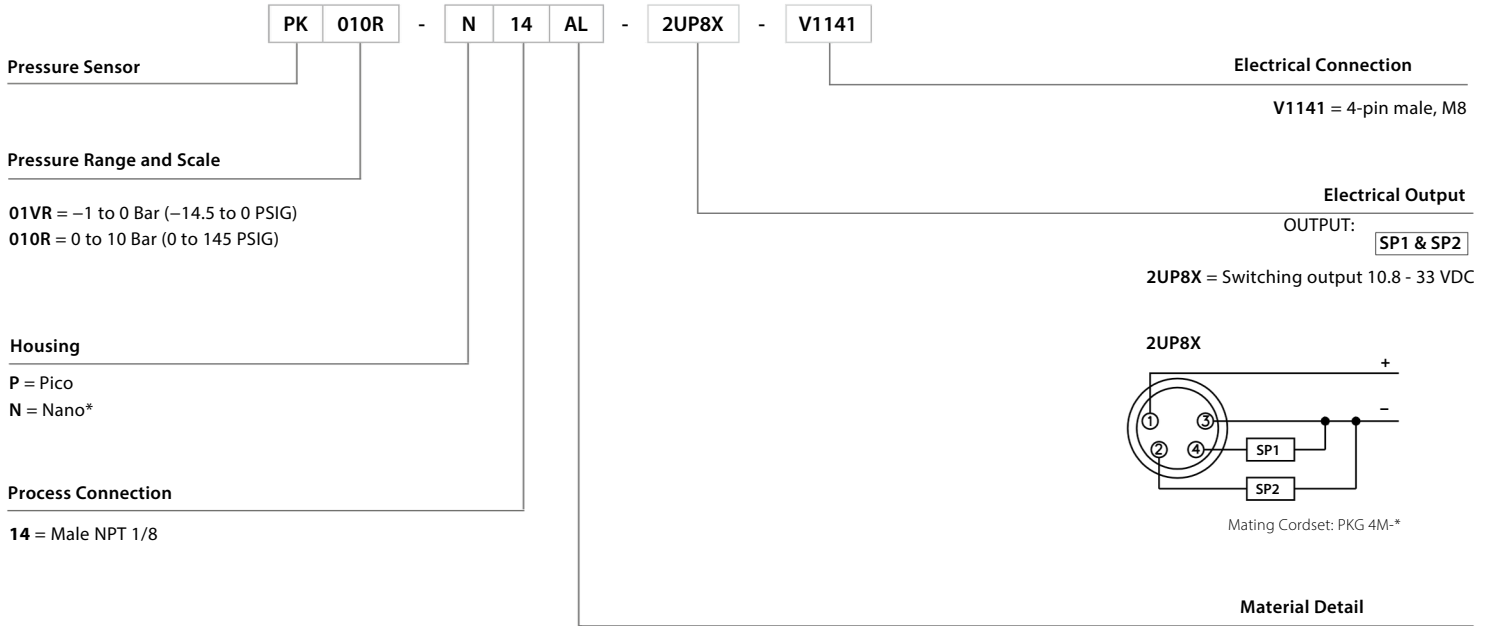 PK 010R - N 14 AL - 2UP8X - V1141
Pressure Sensor
Electrical Connection
V1141 = 4-pin male, M8
Pressure Range and Scale
01VR = −1 to 0 Bar (−14.5 to 0 PSIG)
010R = 0 to 10 Bar (0 to 145 PSIG)
Electrical Output
OUTPUT:
SP1 & SP2
2UP8X = Switching output 10.8 - 33 VDC
Housing
P = Pico
N = Nano*
2UP8X
+
−
1 3
2 4
SP1
SP2
Mating Cordset: PKG 4M-*
Process Connection
14 = Male NPT 1/8
Material Detail